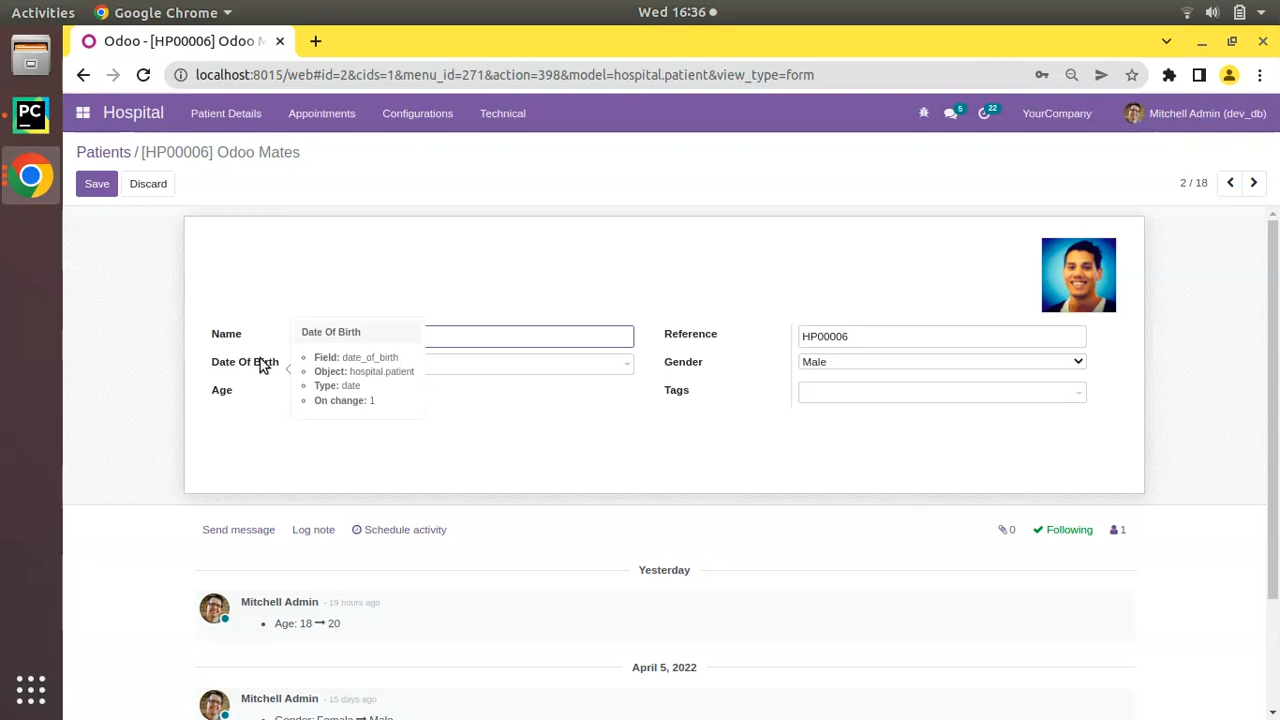 Activities
Google Chrome
Wed 16:36
Odoo - [HP00006] Odoo M
localhost:8015/web#id=2&cids=1&menu_id=271&action=398&model=hospital.patient&view_type=form
Hospital
Patient Details
Appointments
Configurations
Technical
5
22
YourCompany
Mitchell Admin (dev_db)
Patients / [HP00006] Odoo Mates
Save
Discard
2 / 18
Name
Date Of Birth
Age
Date Of Birth
Field: date_of_birth
Object: hospital.patient
Type: date
On change: 1
Reference
HP00006
Gender
Male
Tags
Send message
Log note
Schedule activity
0
Following
1
Yesterday
Mitchell Admin - 19 hours ago
Age: 18 → 20
April 5, 2022
Mitchell Admin - 15 days ago
Gender: Female → Male
PC